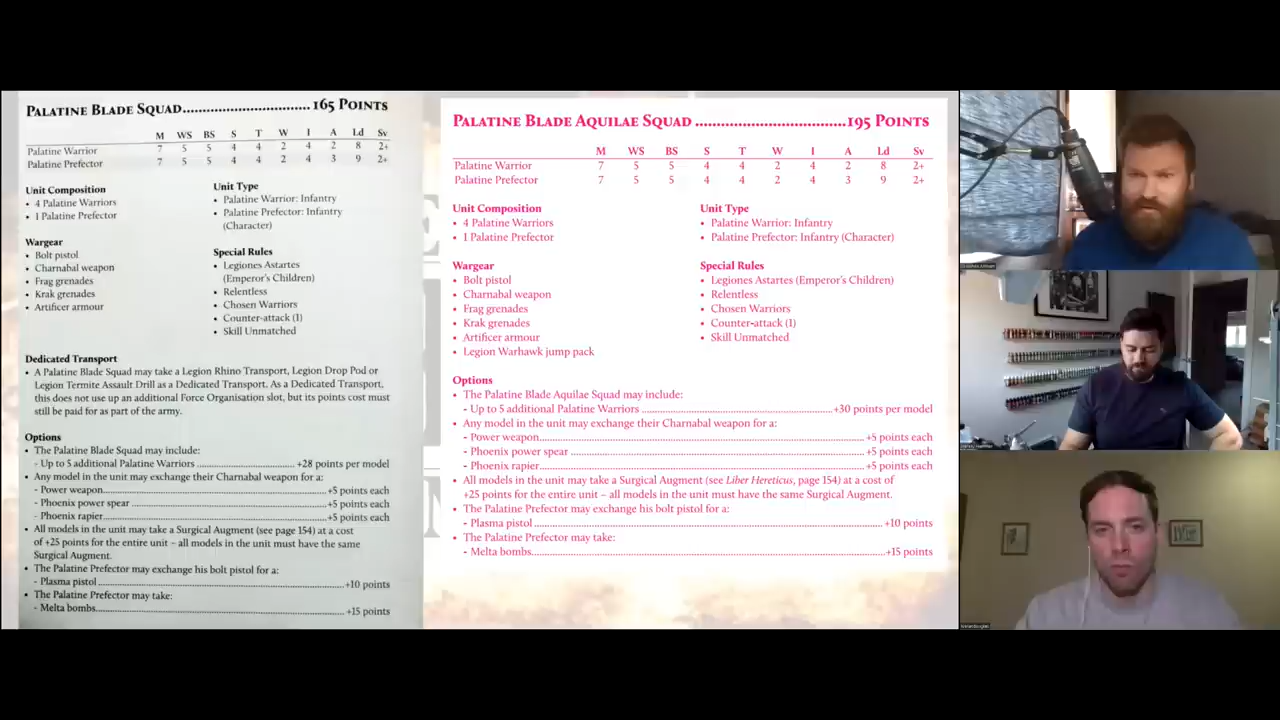 PALATINE BLADE SQUAD................................ 165 POINTS
M WS BS S T W I A Ld Sv
Palatine Warrior 7 5 5 4 4 2 4 2 8 2+
Palatine Prefector 7 5 5 4 4 2 4 3 9 2+
Unit Composition
• 4 Palatine Warriors
• 1 Palatine Prefector
Wargear
• Bolt pistol
• Charnabal weapon
• Frag grenades
• Krak grenades
• Artificer armour
Unit Type
• Palatine Warrior: Infantry
• Palatine Prefector: Infantry
(Character)
Special Rules
• Legiones Astartes
(Emperor's Children)
• Relentless
• Chosen Warriors
• Counter-attack (1)
• Skill Unmatched
Dedicated Transport
• A Palatine Blade Squad may take a Legion Rhino Transport, Legion Drop Pod or
Legion Termite Assault Drill as a Dedicated Transport. As a Dedicated Transport,
this does not use up an additional Force Organisation slot, but its points cost must
still be paid for as part of the army.
Options
• The Palatine Blade Squad may include:
- Up to 5 additional Palatine Warriors ........................ +28 points per model
• Any model in the unit may exchange their Charnabal weapon for a:
- Power weapon........................ +5 points each
- Phoenix power spear ........................ +5 points each
- Phoenix rapier........................ +5 points each
• All models in the unit may take a Surgical Augment (see page 154) at a cost
of +25 points for the entire unit – all models in the unit must have the same
Surgical Augment.
• The Palatine Prefector may exchange his bolt pistol for a:
- Plasma pistol ........................ +10 points
• The Palatine Prefector may take:
- Melta bombs........................ +15 points
PALATINE BLADE AQUILAE SQUAD ....................................195 POINTS
M WS BS S T W I A Ld Sv
Palatine Warrior 7 5 5 4 4 2 4 2 8 2+
Palatine Prefector 7 5 5 4 4 2 4 3 9 2+
Unit Composition
• 4 Palatine Warriors
• 1 Palatine Prefector
Wargear
• Bolt pistol
• Charnabal weapon
• Frag grenades
• Krak grenades
• Artificer armour
• Legion Warhawk jump pack
Unit Type
• Palatine Warrior: Infantry
• Palatine Prefector: Infantry (Character)
Special Rules
• Legiones Astartes (Emperor's Children)
• Relentless
• Chosen Warriors
• Counter-attack (1)
• Skill Unmatched
Options
• The Palatine Blade Aquilae Squad may include:
- Up to 5 additional Palatine Warriors ........................+30 points per model
• Any model in the unit may exchange their Charnabal weapon for a:
- Power weapon........................ +5 points each
- Phoenix power spear ........................ +5 points each
- Phoenix rapier........................ +5 points each
• All models in the unit may take a Surgical Augment (see Liber Hereticus, page 154) at a cost of
+25 points for the entire unit – all models in the unit must have the same Surgical Augment.
• The Palatine Prefector may exchange his bolt pistol for a:
- Plasma pistol ........................ +10 points
• The Palatine Prefector may take:
- Melta bombs........................+15 points